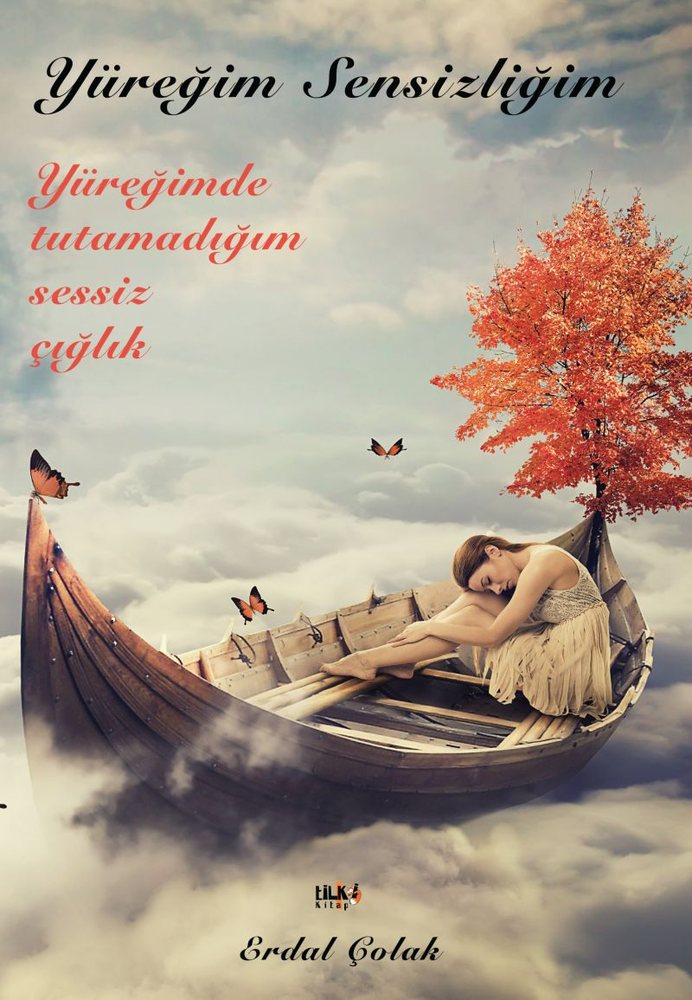 Yüreğim Sensizliğim
Yüreğimde
tutamadığım
sessiz
çığlık
tiLKi
Kitap
Erdal Çolak